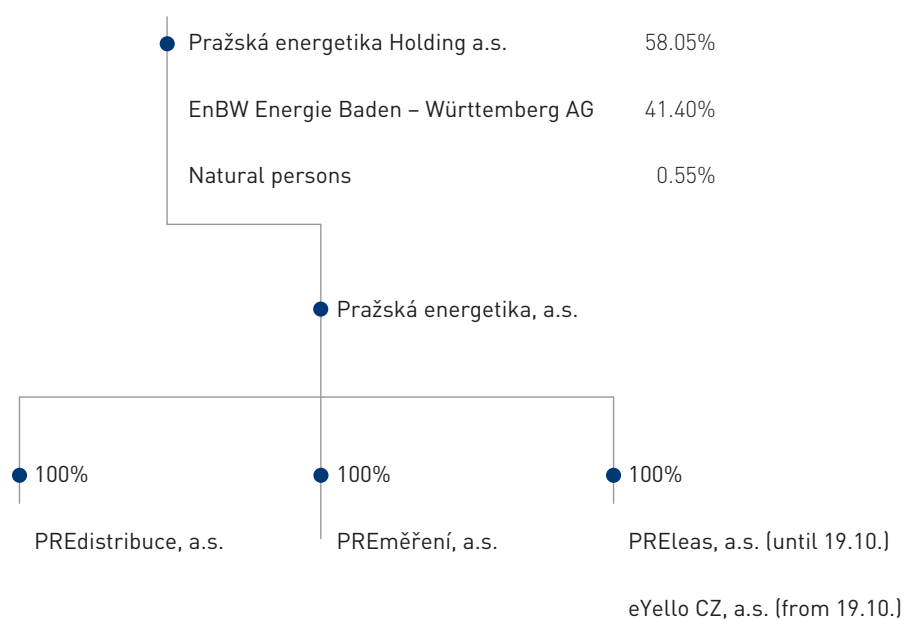 Pražská energetika Holding a.s. 58.05%
EnBW Energie Baden – Württemberg AG 41.40%
Natural persons 0.55%
Pražská energetika, a.s.
100% 100% 100%
PREdistribuce, a.s. PREměření, a.s. PREleas, a.s. (until 19.10.)
eYello CZ, a.s. (from 19.10.)